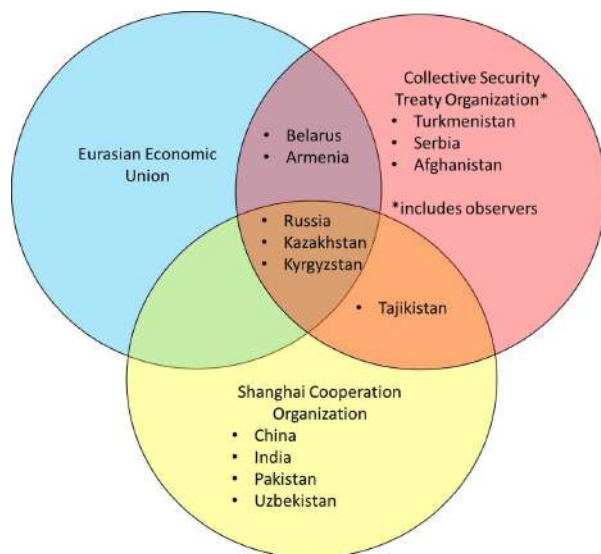 Eurasian Economic
Union
• Belarus
• Armenia
Collective Security
Treaty Organization*
• Turkmenistan
• Serbia
• Afghanistan
*includes observers
• Russia
• Kazakhstan
• Kyrgyzstan
• Tajikistan
Shanghai Cooperation
Organization
• China
• India
• Pakistan
• Uzbekistan